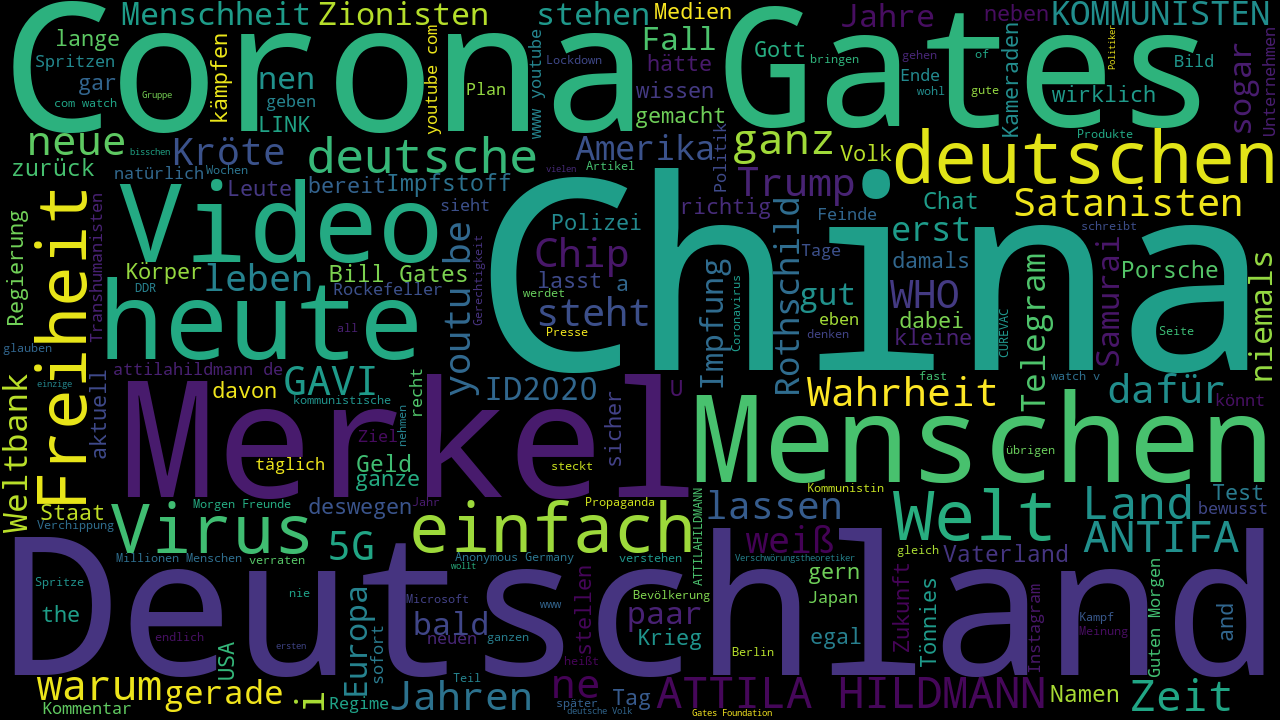 Corona
Gates
Menschheit
Zionisten
stehen
Medien
Jahre
neben
KOMMUNISTEN
lange
Spritzen
gar
com watch
Gruppe
kämpfen
nen
geben
LINK
youtube com
Plan
www youtube
Lockdown
Fall
hätte
wissen
gemacht
Gott
bringen
gehen
of
Ende
wohl
gute
Kameraden
Politiker
wirklich
Bild
sogar
Unternehmen
neue
zurück
bisschen
natürlich
Kröte
Wochen
Leute
deutsche
bereit
Impfstoff
Amerika
Artikel
vielen
Politik
ganz
Volk
Produkte
deutschen
Trump
Satanisten
Video
sieht
Polizei
richtig
Feinde
Chat
schreibt
China
Freiheit
Regierung
Transhumanisten
Körper
DDR
leben
Bill Gates
Rockefeller
youtube
Gerechtigkeit
Chip
lasst
a
werdet
steht
Presse
Impfung
Coronavirus
Rothschild
Tage
gut
eben
denken
erst
damals
WHO
dabei
kleine
CUREVAC
Telegram
Samurai
Porsche
Seite
niemals
heute
all
glauben
einzige
attilahildmann de
Weltbank
aktuell
davon
GAVI
kommunistische
recht
nehmen
ID2020
sicher
U
Wahrheit
fast
watch v
dafür
könnt
Merkel
Ziel
täglich
Geld
ganze
steckt
Menschen
übrigen
Staat
Verchippung
Morgen Freunde
deswegen
Jahr
Propaganda
ATTILAHILDMANN
lassen
Kommunistin
Welt
Land
Test
bewusst
Virus
5G
einfach
weiß
ANTIFA
Millionen Menschen
verraten
Anonymous Germany
wollt
verstehen
Verschwörungstheoretiker
gleich
Vaterland
Deutschland
Spritze
the
nie
endlich
ersten
Europa
sofort
Microsoft
bald
neuen
ganzen
www
stellen
heißt
Bevölkerung
paar
Krieg
Berlin
gern
Japan
egal
Zukunft
Tönnies
Instagram
Kampf
Meinung
Guten Morgen
and
USA
warum
gerade
i
Regime
Jahren
Teil
ne
später
deutsche Volk
Tag
ATTILA HILDMANN
Gates Foundation
Namen
Zeit
Kommentar